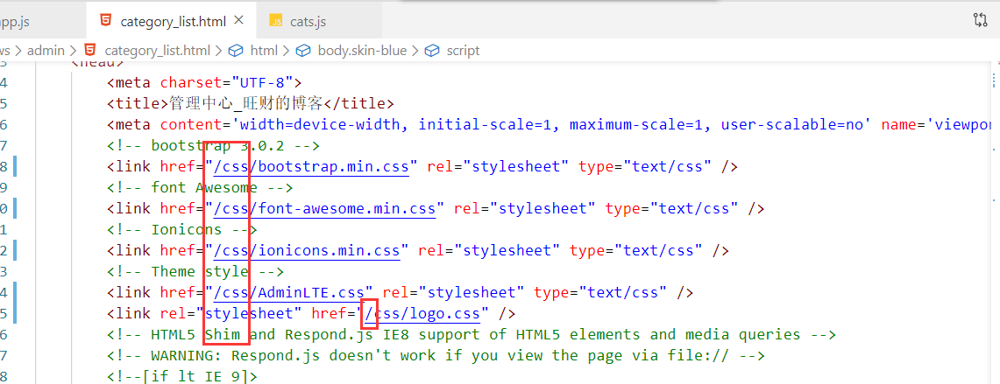 app.js category_list.html cats.js
ws > admin > category_list.html > html > body.skin-blue > script
3 <head>
4 <meta charset="UTF-8">
5 <title>管理中心_旺财的博客</title>
6 <meta content='width=device-width, initial-scale=1, maximum-scale=1, user-scalable=no' name='viewpor
7 <!-- bootstrap 3.0.2 -->
8 <link href="/css/bootstrap.min.css" rel="stylesheet" type="text/css" />
9 <!-- font Awesome -->
0 <link href="/css/font-awesome.min.css" rel="stylesheet" type="text/css" />
1 <!-- Ionicons -->
2 <link href="/css/ionicons.min.css" rel="stylesheet" type="text/css" />
3 <!-- Theme style -->
4 <link href="/css/AdminLTE.css" rel="stylesheet" type="text/css" />
5 <link rel="stylesheet" href="/css/logo.css" />
6 <!-- HTML5 Shim and Respond.js IE8 support of HTML5 elements and media queries -->
7 <!-- WARNING: Respond.js doesn't work if you view the page via file:// -->
8 <!--[if lt IE 9]>